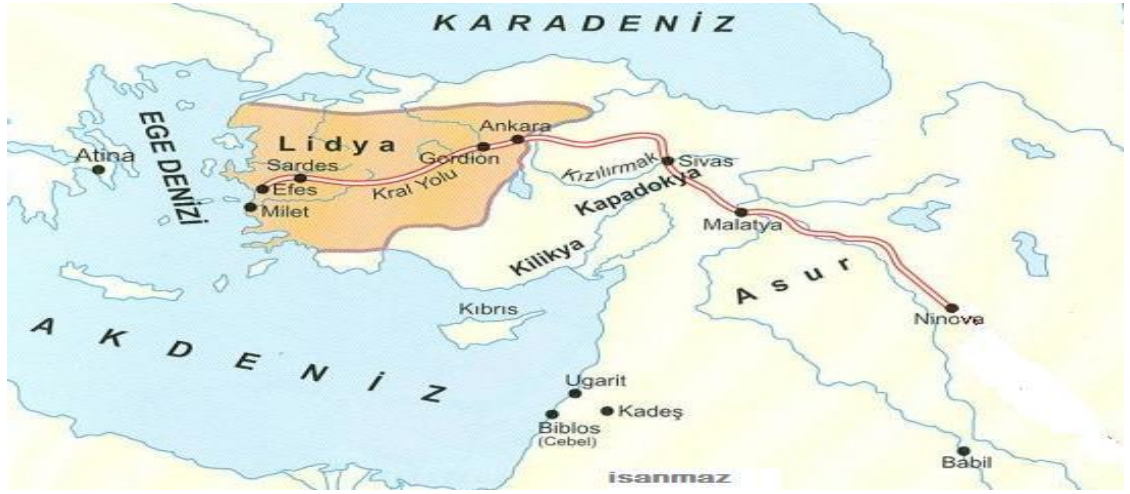 KARADENİZ
EGE DENİZİ
Atina
Lidya
Ankara
Gordion
Sardes
Kral Yolu
Efes
Milet
Kızılırmak
Sivas
Kapadokya
Malatya
Kilikya
Asur
Ninova
Kıbrıs
AKDENİZ
Ugarit
Kadeş
Biblos
(Cebel)
Babil
isanmaz